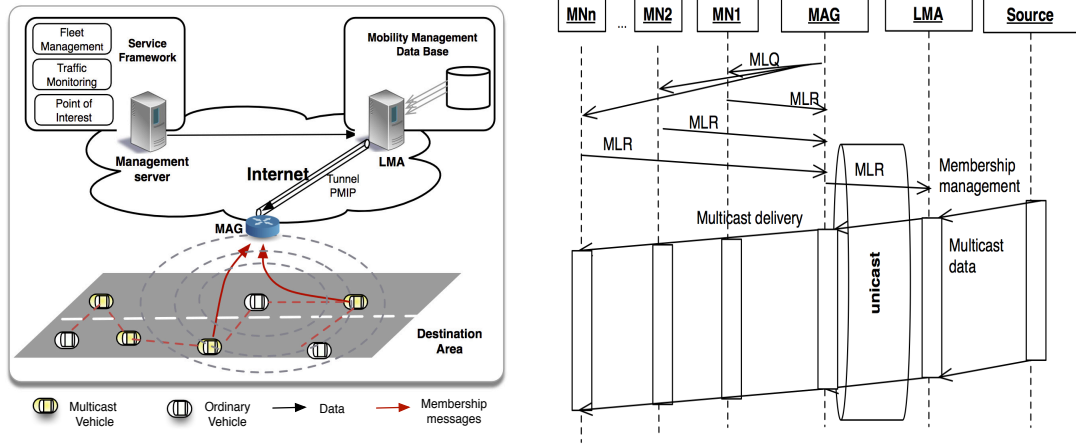 Fleet
Management
Traffic
Monitoring
Point of
Interest
Service
Framework
Management
server
Mobility Management
Data Base
LMA
Internet
Tunnel
PMIP
MAG
Destination
Area
Multicast
Vehicle
Ordinary
Vehicle
Data
Membership
messages
MNn
...
MN2
MN1
MAG
LMA
Source
MLQ
MLR
MLR
MLR
MLR
Membership
management
Multicast delivery
Multicast
data
unicast